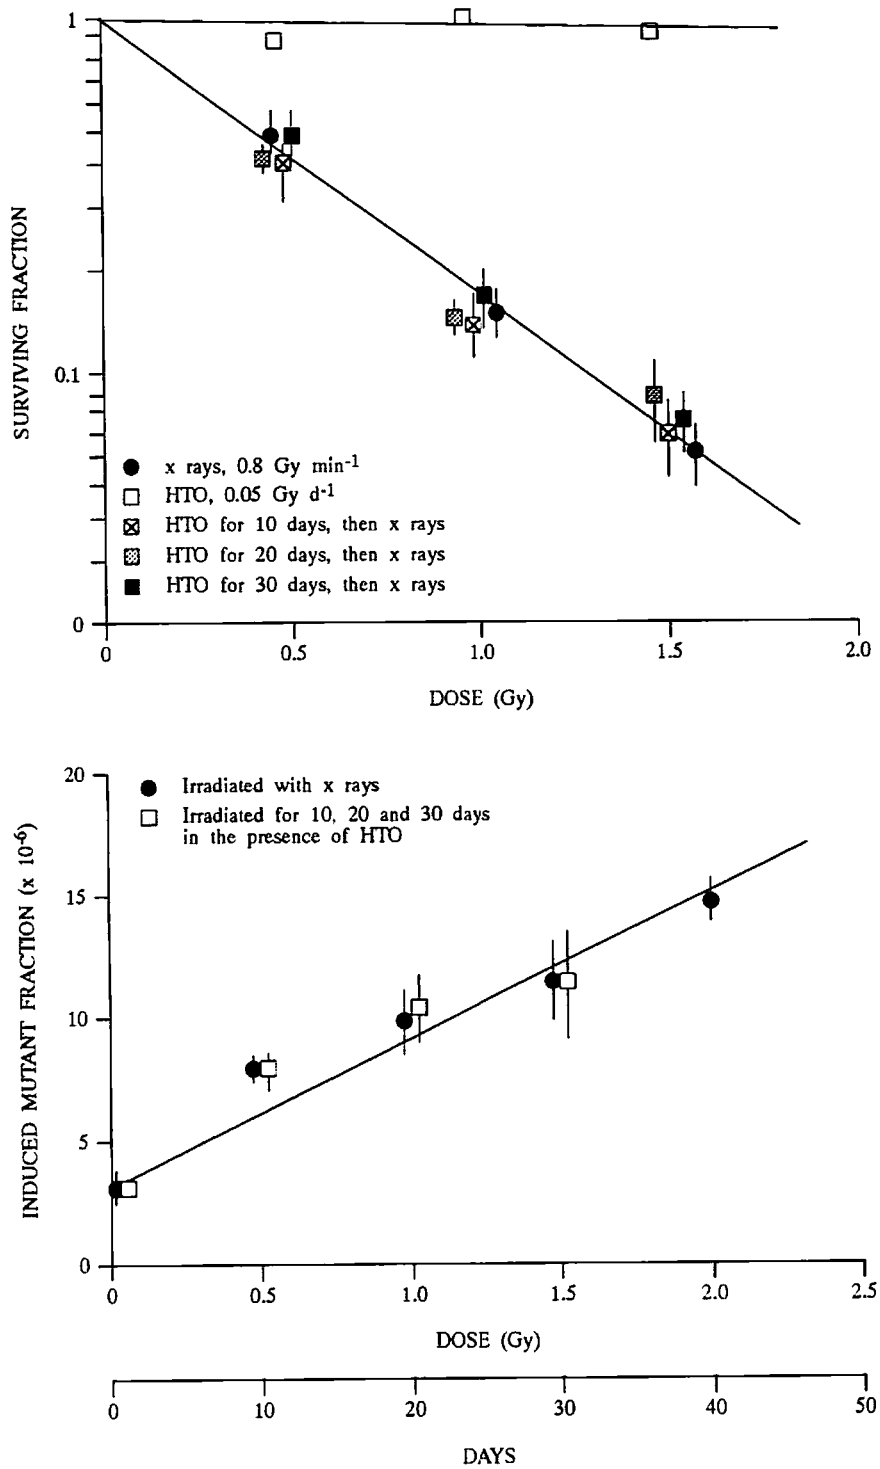 1
0.1
0
SURVIVING FRACTION
x rays, 0.8 Gy min⁻¹
HTO, 0.05 Gy d⁻¹
HTO for 10 days, then x rays
HTO for 20 days, then x rays
HTO for 30 days, then x rays
0 0.5 1.0 1.5 2.0
DOSE (Gy)
20
15
10
5
0
INDUCED MUTANT FRACTION (x 10⁻⁶)
Irradiated with x rays
Irradiated for 10, 20 and 30 days
in the presence of HTO
0 0.5 1.0 1.5 2.0 2.5
DOSE (Gy)
0 10 20 30 40 50
DAYS